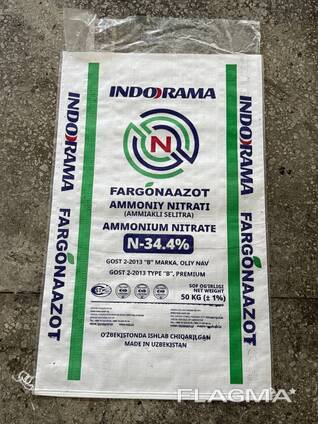 INDORAMA
N
FARGONAAZOT
AMMONIY NITRATI
(AMMIAKLI SELITRA)
AMMONIUM NITRATE
N-34.4%
GOST 2-2013 "B" MARKA, OLIY NAV
GOST 2-2013 TYPE "B", PREMIUM
SOF OG'IRLIGI
NET WEIGHT
50 KG (± 1%)
O'ZBEKISTONDA ISHLAB CHIQARILGAN
MADE IN UZBEKISTAN
INDORAMA FARGONAAZOT
INDORAMA FARGONAAZOT
FLAGMA